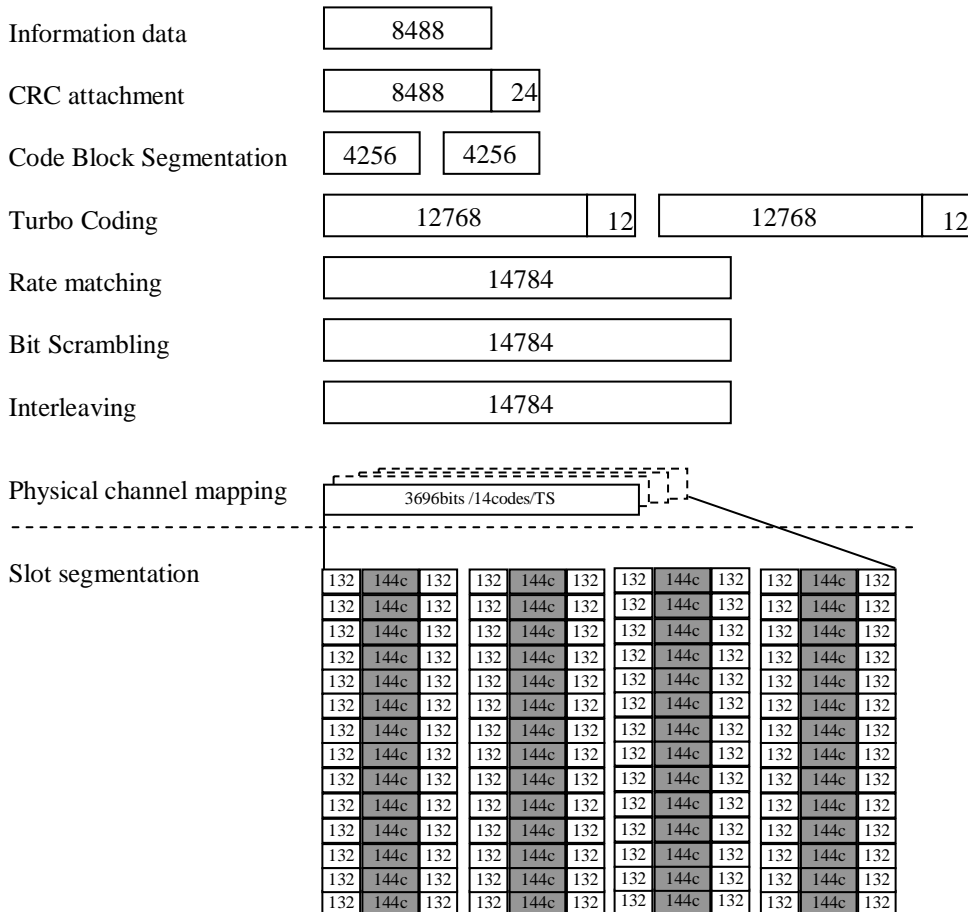 Information data 8488
CRC attachment 8488 24
Code Block Segmentation 4256 4256
Turbo Coding 12768 12 12768 12
Rate matching 14784
Bit Scrambling 14784
Interleaving 14784
Physical channel mapping 3696bits /14codes/TS
Slot segmentation
132 144c 132 132 144c 132 132 144c 132 132 144c 132
132 144c 132 132 144c 132 132 144c 132 132 144c 132
132 144c 132 132 144c 132 132 144c 132 132 144c 132
132 144c 132 132 144c 132 132 144c 132 132 144c 132
132 144c 132 132 144c 132 132 144c 132 132 144c 132
132 144c 132 132 144c 132 132 144c 132 132 144c 132
132 144c 132 132 144c 132 132 144c 132 132 144c 132
132 144c 132 132 144c 132 132 144c 132 132 144c 132
132 144c 132 132 144c 132 132 144c 132 132 144c 132
132 144c 132 132 144c 132 132 144c 132 132 144c 132
132 144c 132 132 144c 132 132 144c 132 132 144c 132
132 144c 132 132 144c 132 132 144c 132 132 144c 132
132 144c 132 132 144c 132 132 144c 132 132 144c 132
132 144c 132 132 144c 132 132 144c 132 132 144c 132